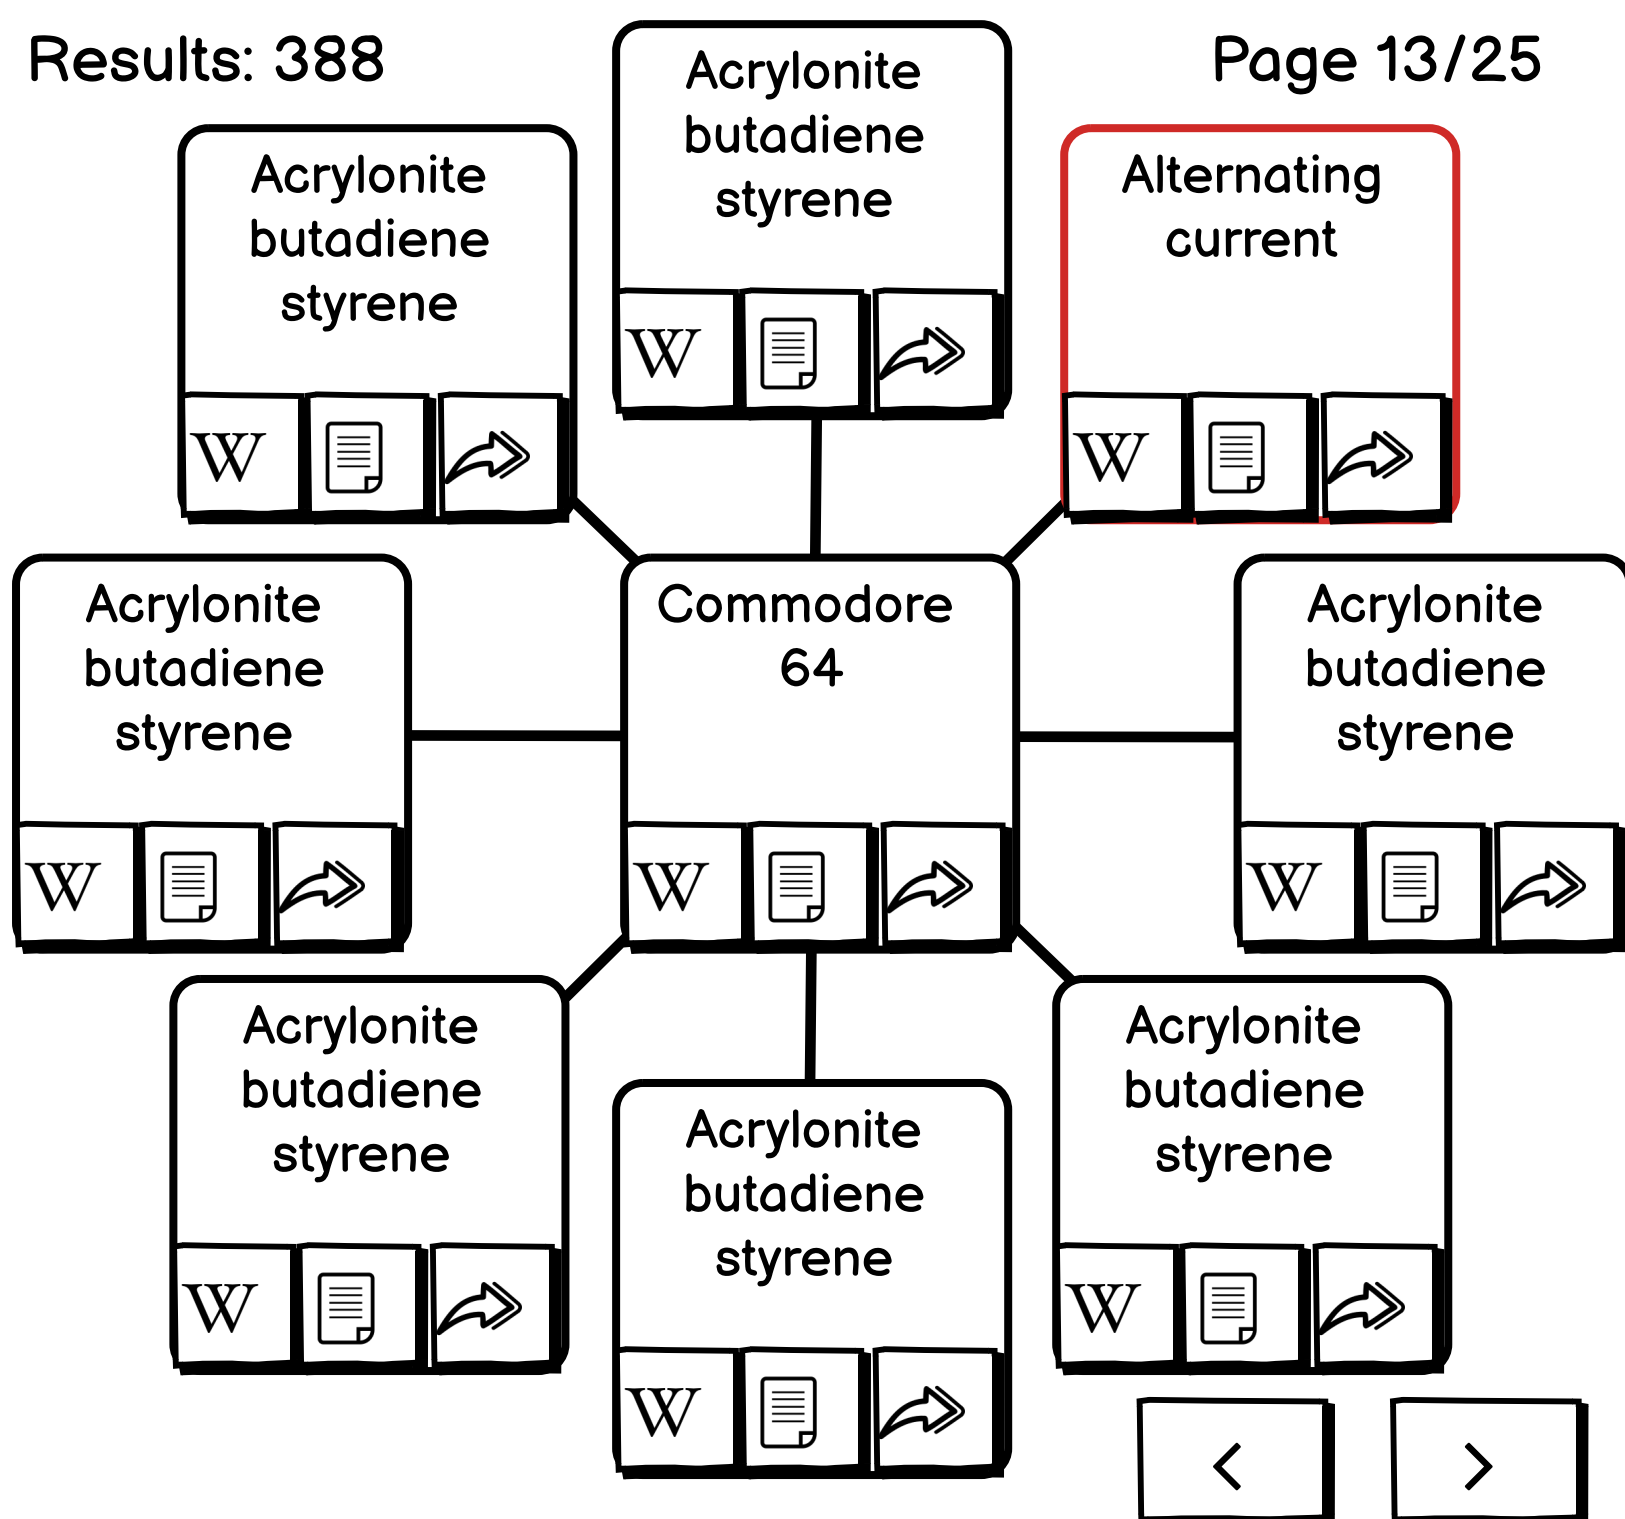 Results: 388
Page 13/25
Acrylonite
butadiene
styrene
W
Acrylonite
butadiene
styrene
W
Alternating
current
W
Acrylonite
butadiene
styrene
W
Commodore
64
W
Acrylonite
butadiene
styrene
W
Acrylonite
butadiene
styrene
W
Acrylonite
butadiene
styrene
W
Acrylonite
butadiene
styrene
W
< >